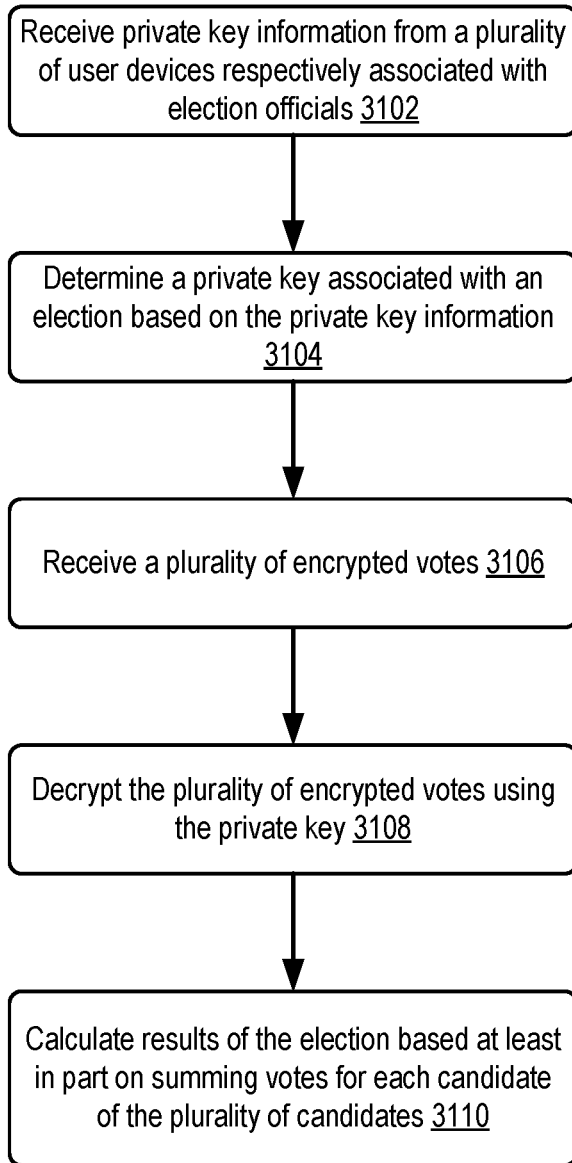 Receive private key information from a plurality
of user devices respectively associated with
election officials 3102
Determine a private key associated with an
election based on the private key information
3104
Receive a plurality of encrypted votes 3106
Decrypt the plurality of encrypted votes using
the private key 3108
Calculate results of the election based at least
in part on summing votes for each candidate
of the plurality of candidates 3110